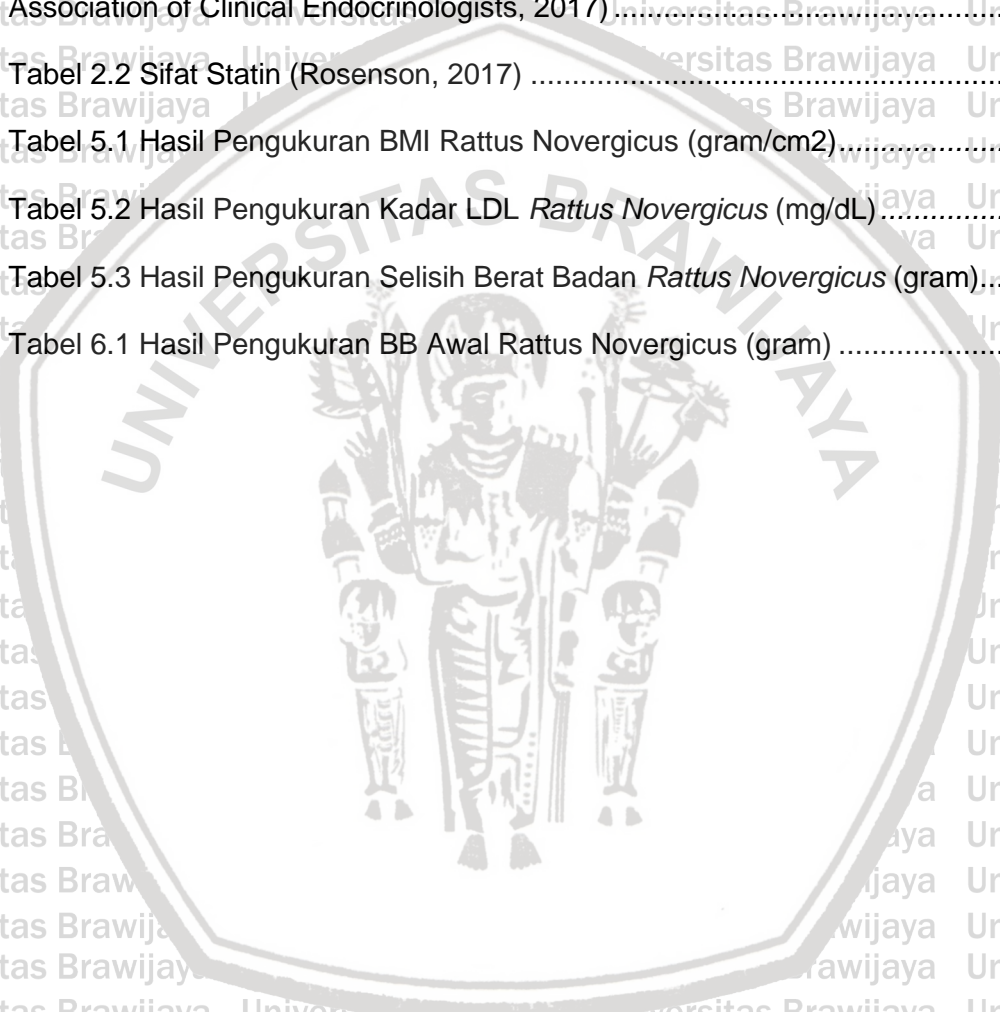 Association of Clinical Endocrinologists, 2017) ........................................
Tabel 2.2 Sifat Statin (Rosenson, 2017) ........................................
Tabel 5.1 Hasil Pengukuran BMI Rattus Novergicus (gram/cm2)....................
Tabel 5.2 Hasil Pengukuran Kadar LDL Rattus Novergicus (mg/dL)...............
Tabel 5.3 Hasil Pengukuran Selisih Berat Badan Rattus Novergicus (gram)...
Tabel 6.1 Hasil Pengukuran BB Awal Rattus Novergicus (gram) ....................
UNIVERSITAS BRAWIJAYA